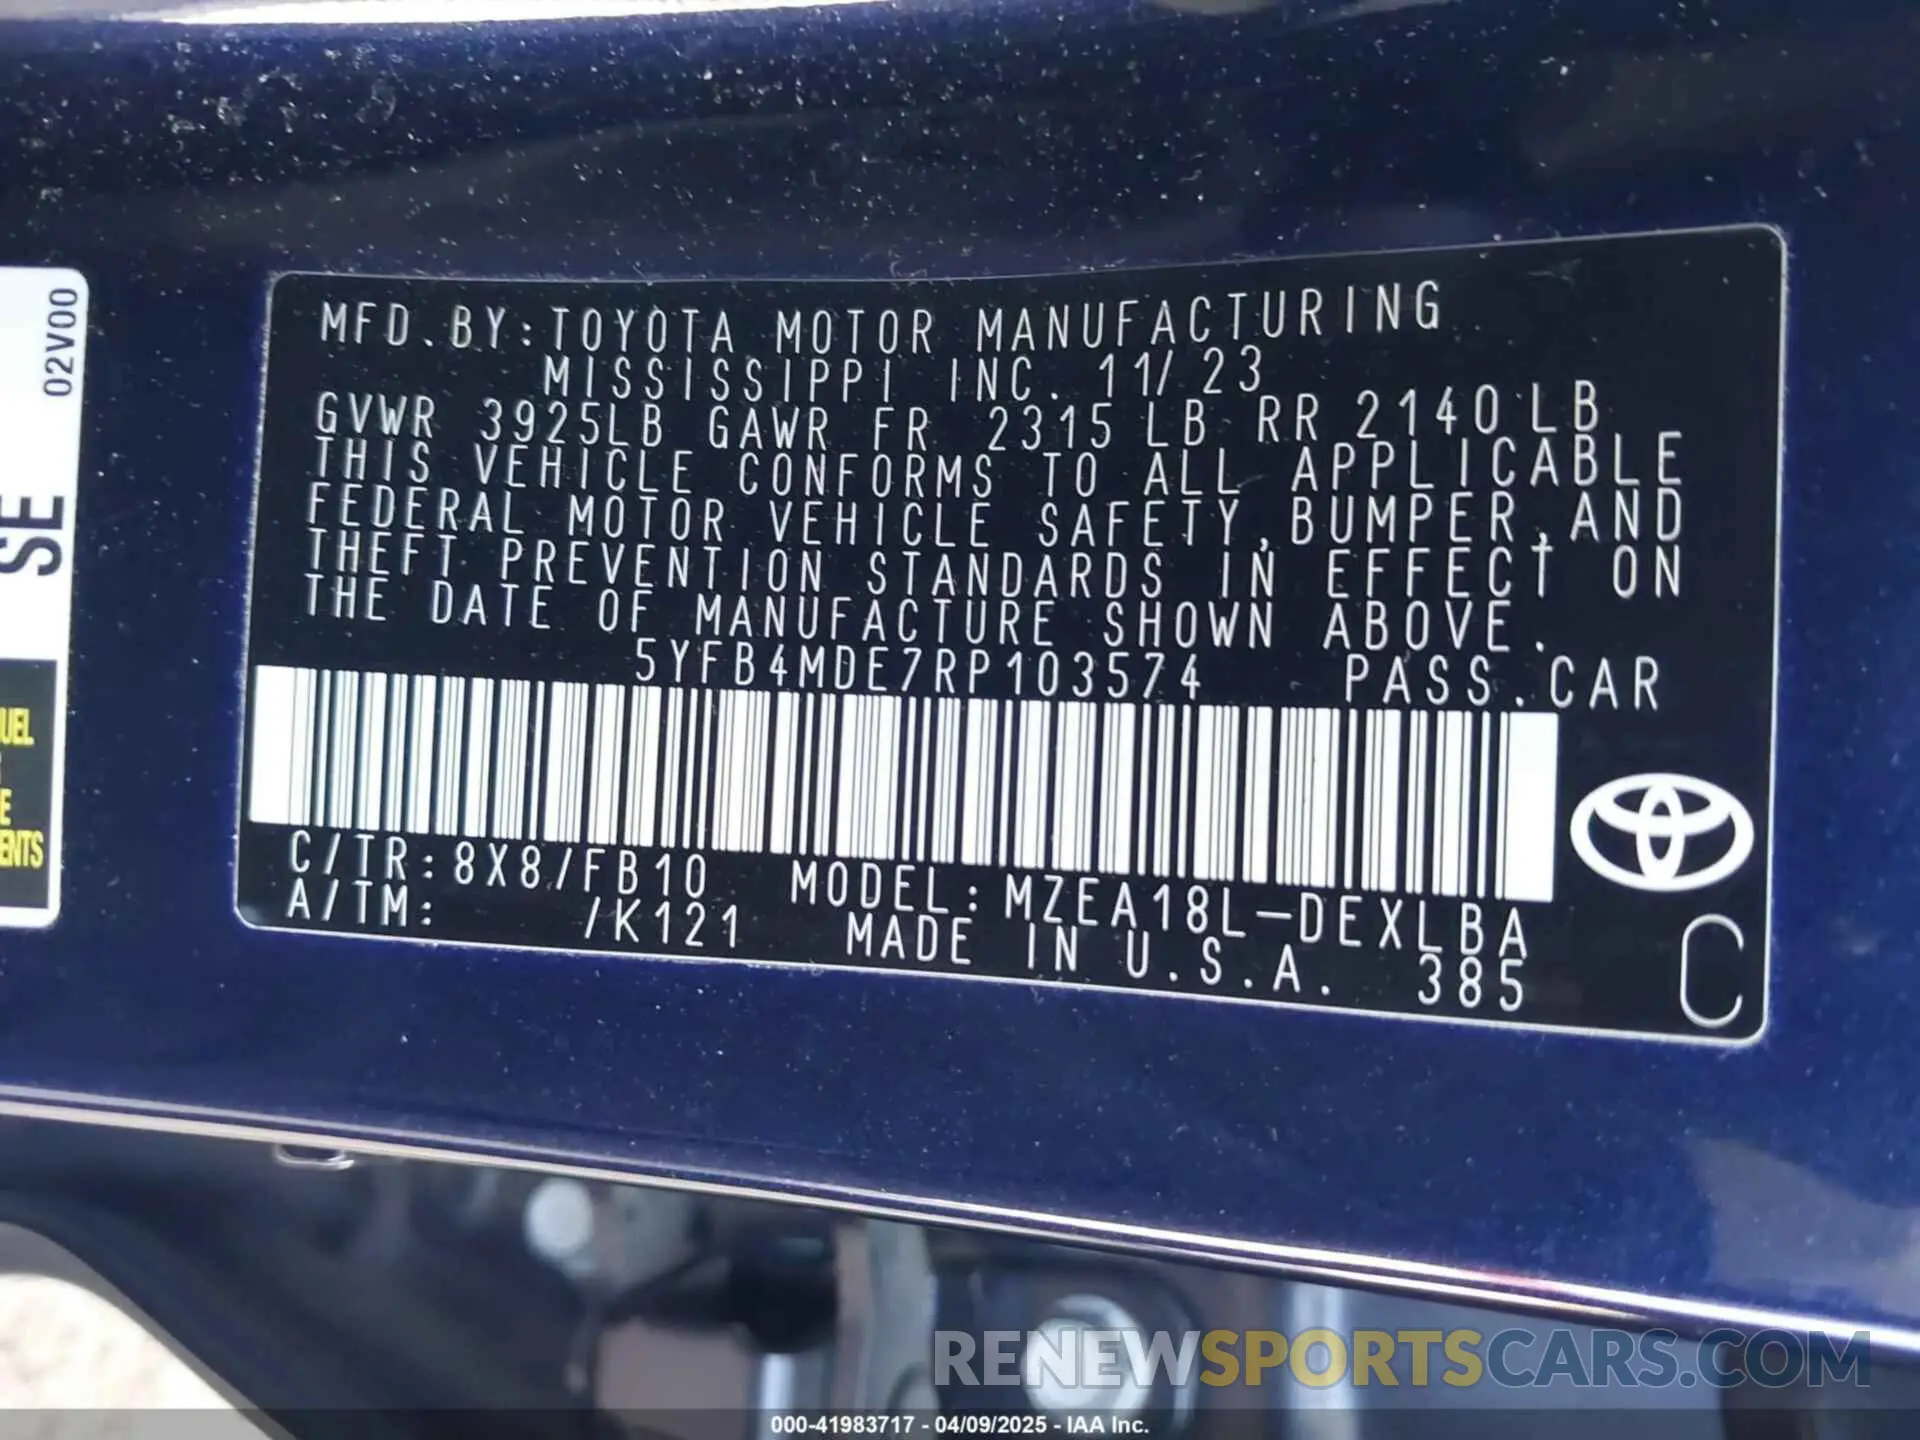 02V00
SE
UEL
E
ENTS
MFD.BY:TOYOTA MOTOR MANUFACTURING
MISSISSIPPI INC. 11/23
GVWR 3925LB GAWR FR 2315LB RR 2140LB
THIS VEHICLE CONFORMS TO ALL APPLICABLE
FEDERAL MOTOR VEHICLE SAFETY,BUMPER,AND
THEFT PREVENTION STANDARDS IN EFFECT ON
THE DATE OF MANUFACTURE SHOWN ABOVE.
5YFB4MDE7RP103574 PASS.CAR
C/TR:8X8/FB10 MODEL:MZEA18L-DEXLBA
A/TM: /K121 MADE IN U.S.A. 385
C
RENEWSPORTSCARS.COM
000-41983717 - 04/09/2025 - IAA Inc.